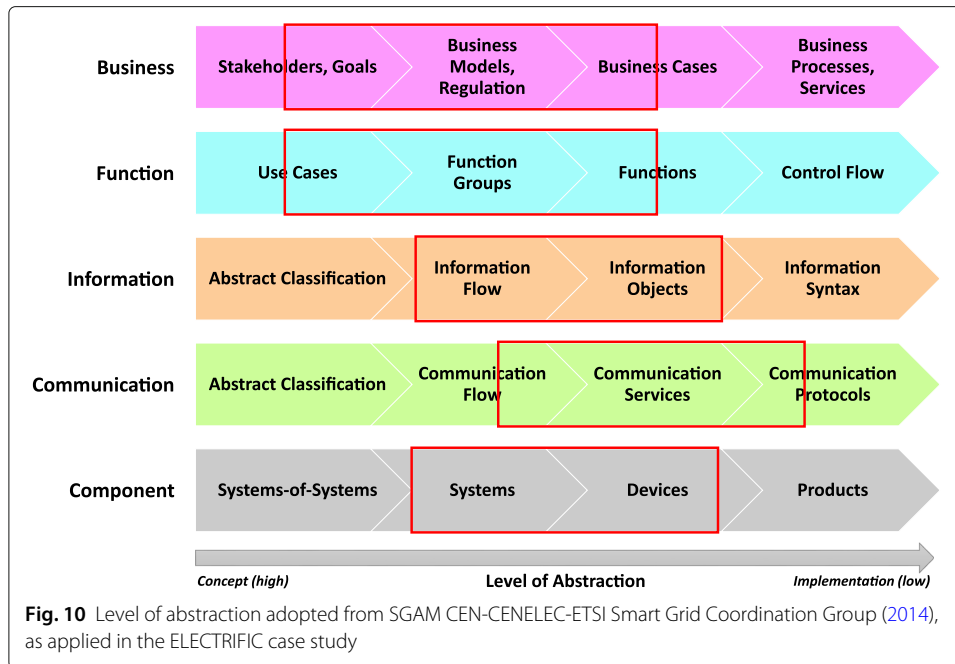 Business
Stakeholders, Goals
Business
Models,
Regulation
Business Cases
Business
Processes,
Services
Function
Use Cases
Function
Groups
Functions
Control Flow
Information
Abstract Classification
Information
Flow
Information
Objects
Information
Syntax
Communication
Abstract Classification
Communication
Flow
Communication
Services
Communication
Protocols
Component
Systems-of-Systems
Systems
Devices
Products
Concept (high)
Level of Abstraction
Implementation (low)
Fig. 10 Level of abstraction adopted from SGAM CEN-CENELEC-ETSI Smart Grid Coordination Group (2014),
as applied in the ELECTRIFIC case study